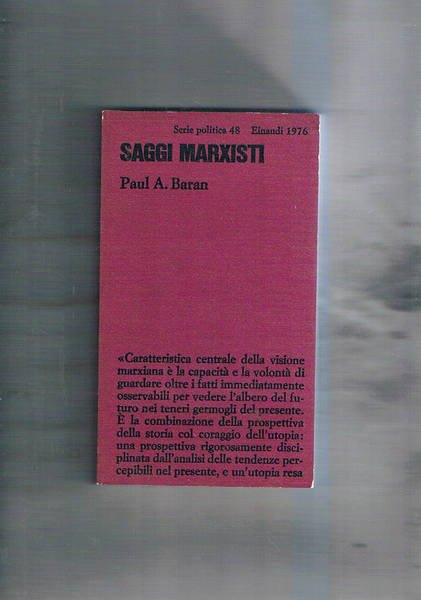 Serie politica 48 Einaudi 1976
SAGGI MARXISTI
Paul A. Baran
«Caratteristica centrale della visione
marxiana è la capacità e la volontà di
guardare oltre i fatti immediatamente
osservabili per vedere l'albero del fu-
turo nei teneri germogli del presente.
È la combinazione della prospettiva
della storia col coraggio dell'utopia:
una prospettiva rigorosamente disci-
plinata dall'analisi delle tendenze per-
cepibili nel presente, e un'utopia resa